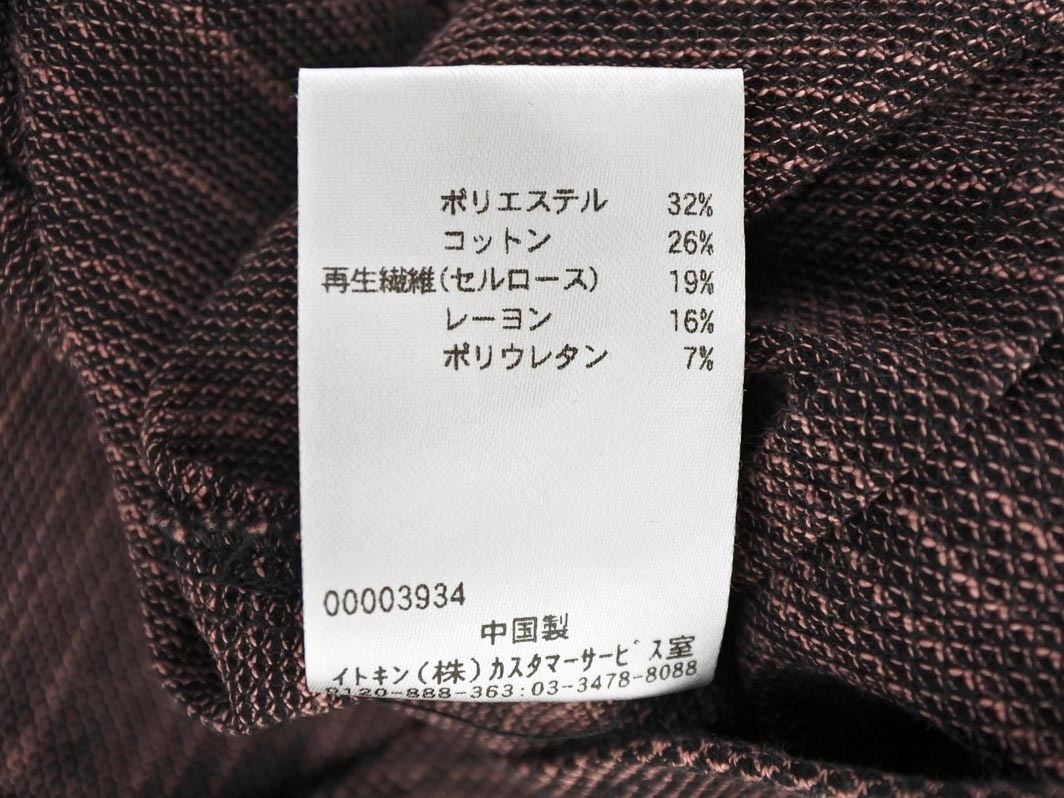 ポリエステル 32%
コットン 26%
再生繊維(セルロース) 19%
レーヨン 16%
ポリウレタン 7%
00003934
中国製
イトキン(株)カスタマーサービス室
0120-888-363:03-3478-8088